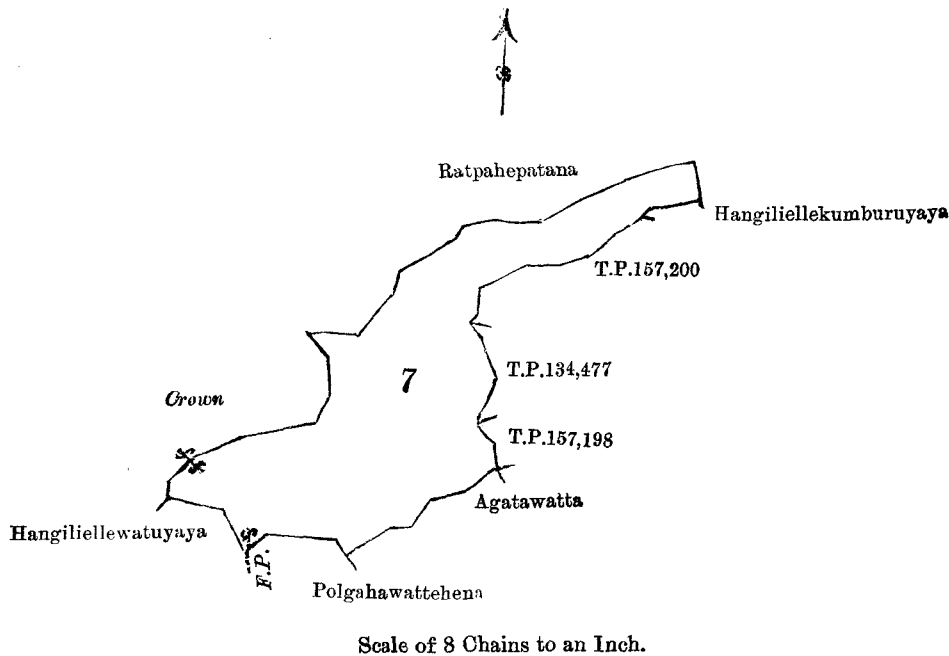 Ratpahepatana
Hangiliellekumburuyaya
T.P.157,200
T.P.134,477
7
Crown
T.P.157,198
Agatawatta
Hangiliellewatuyaya
F.P.
Polgahawattehena
Scale of 8 Chains to an Inch.